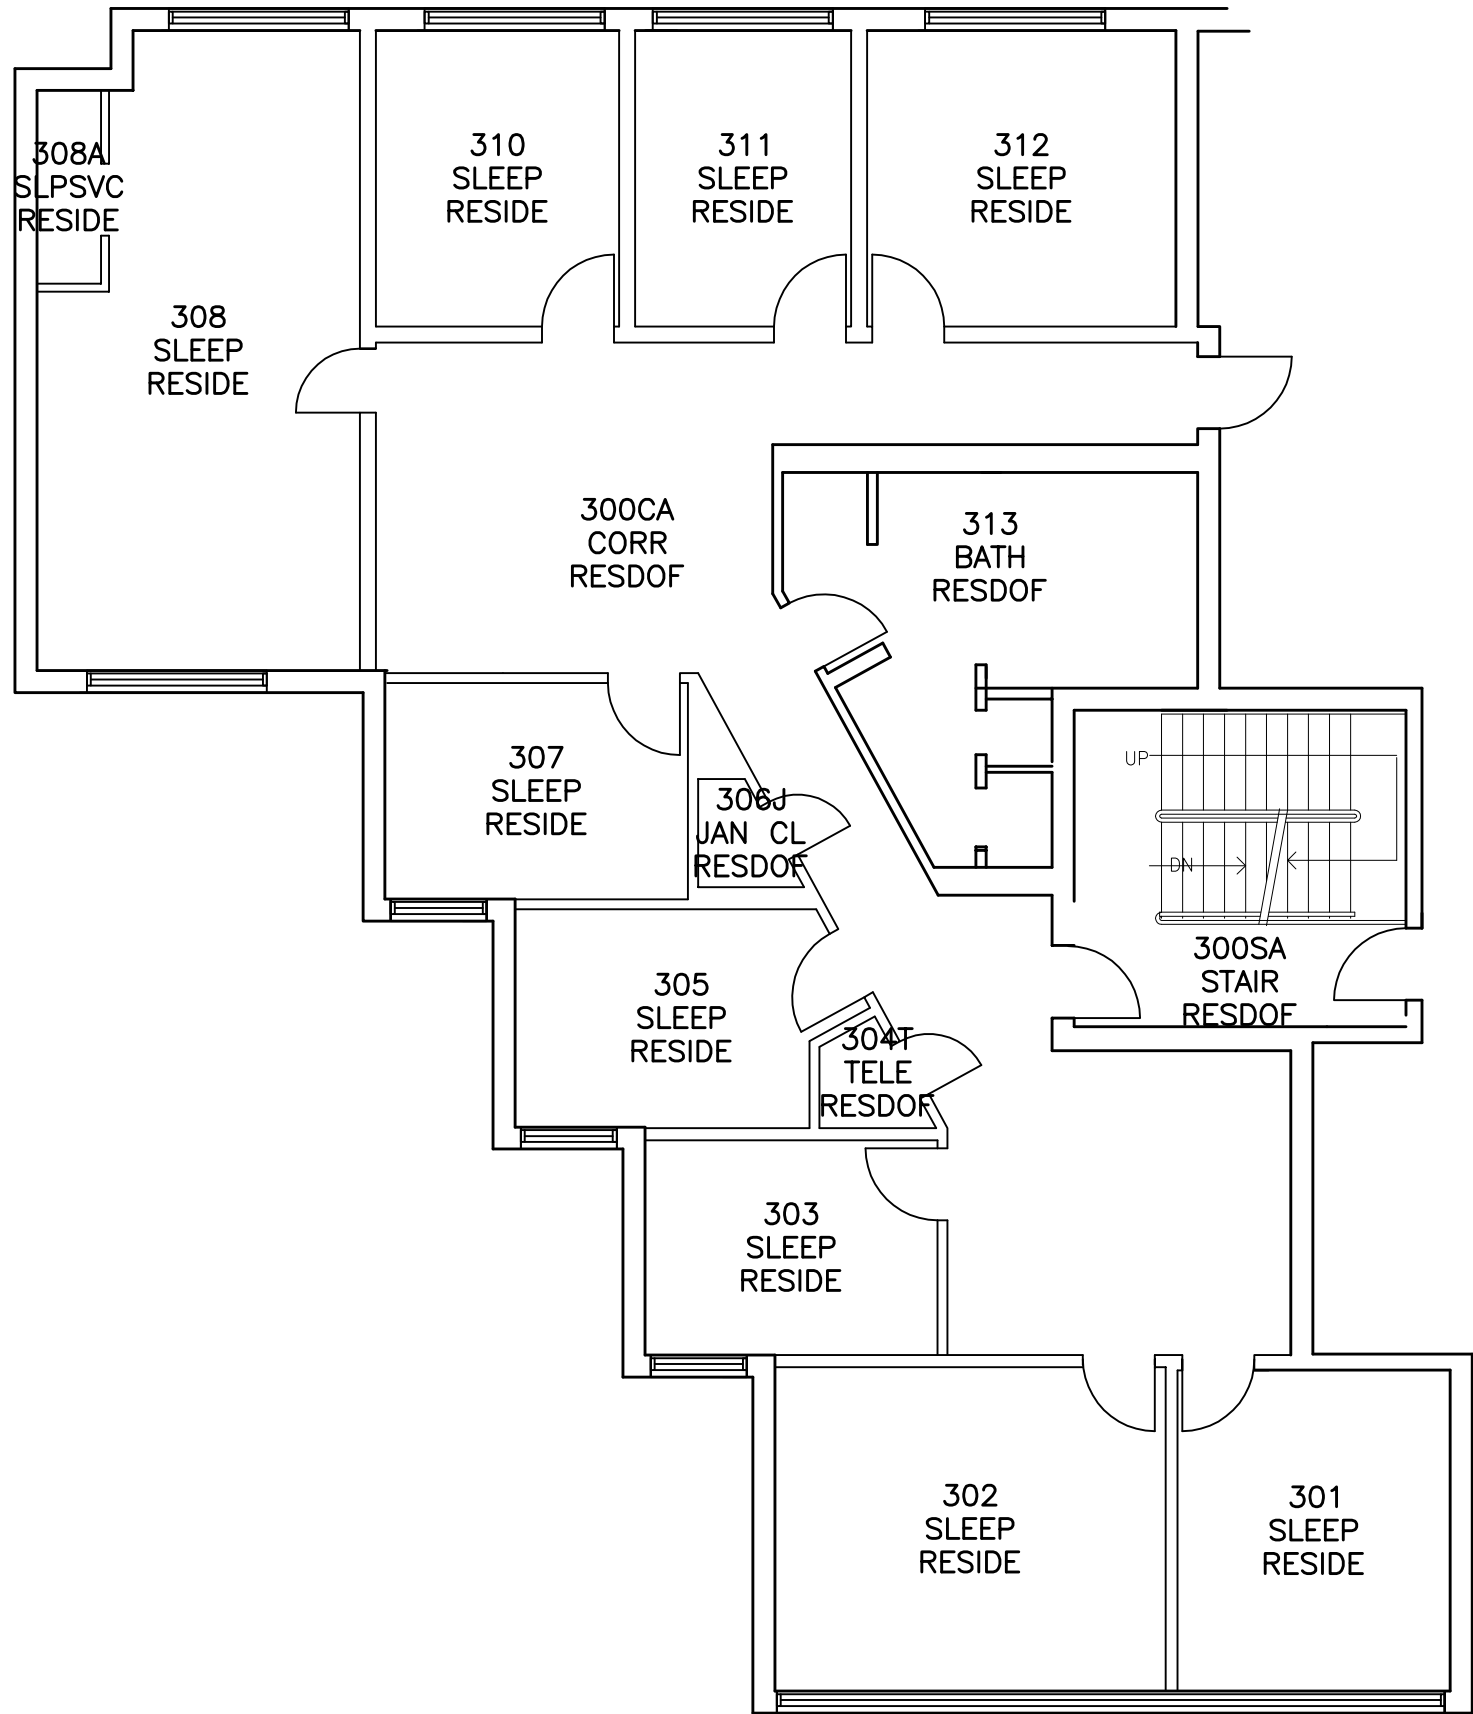 310
SLEEP
RESIDE
311
SLEEP
RESIDE
312
SLEEP
RESIDE
308A
SLPSVC
RESIDE
308
SLEEP
RESIDE
300CA
CORR
RESDOF
313
BATH
RESDOF
307
SLEEP
RESIDE
306J
JAN CL
RESDOF
UP
DN
300SA
STAIR
RESDOF
305
SLEEP
RESIDE
304T
TELE
RESDOF
303
SLEEP
RESIDE
302
SLEEP
RESIDE
301
SLEEP
RESIDE